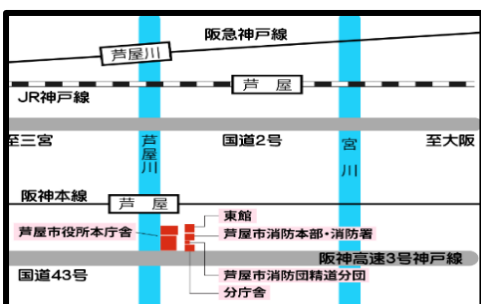 阪急神戸線
芦屋川
芦 屋
JR神戸線
至三宮
芦屋川
国道2号
宮川
至大阪
阪神本線
芦 屋
東館
芦屋市役所本庁舎
芦屋市消防本部・消防署
阪神高速3号神戸線
国道43号
芦屋市消防団精道分団
分庁舎